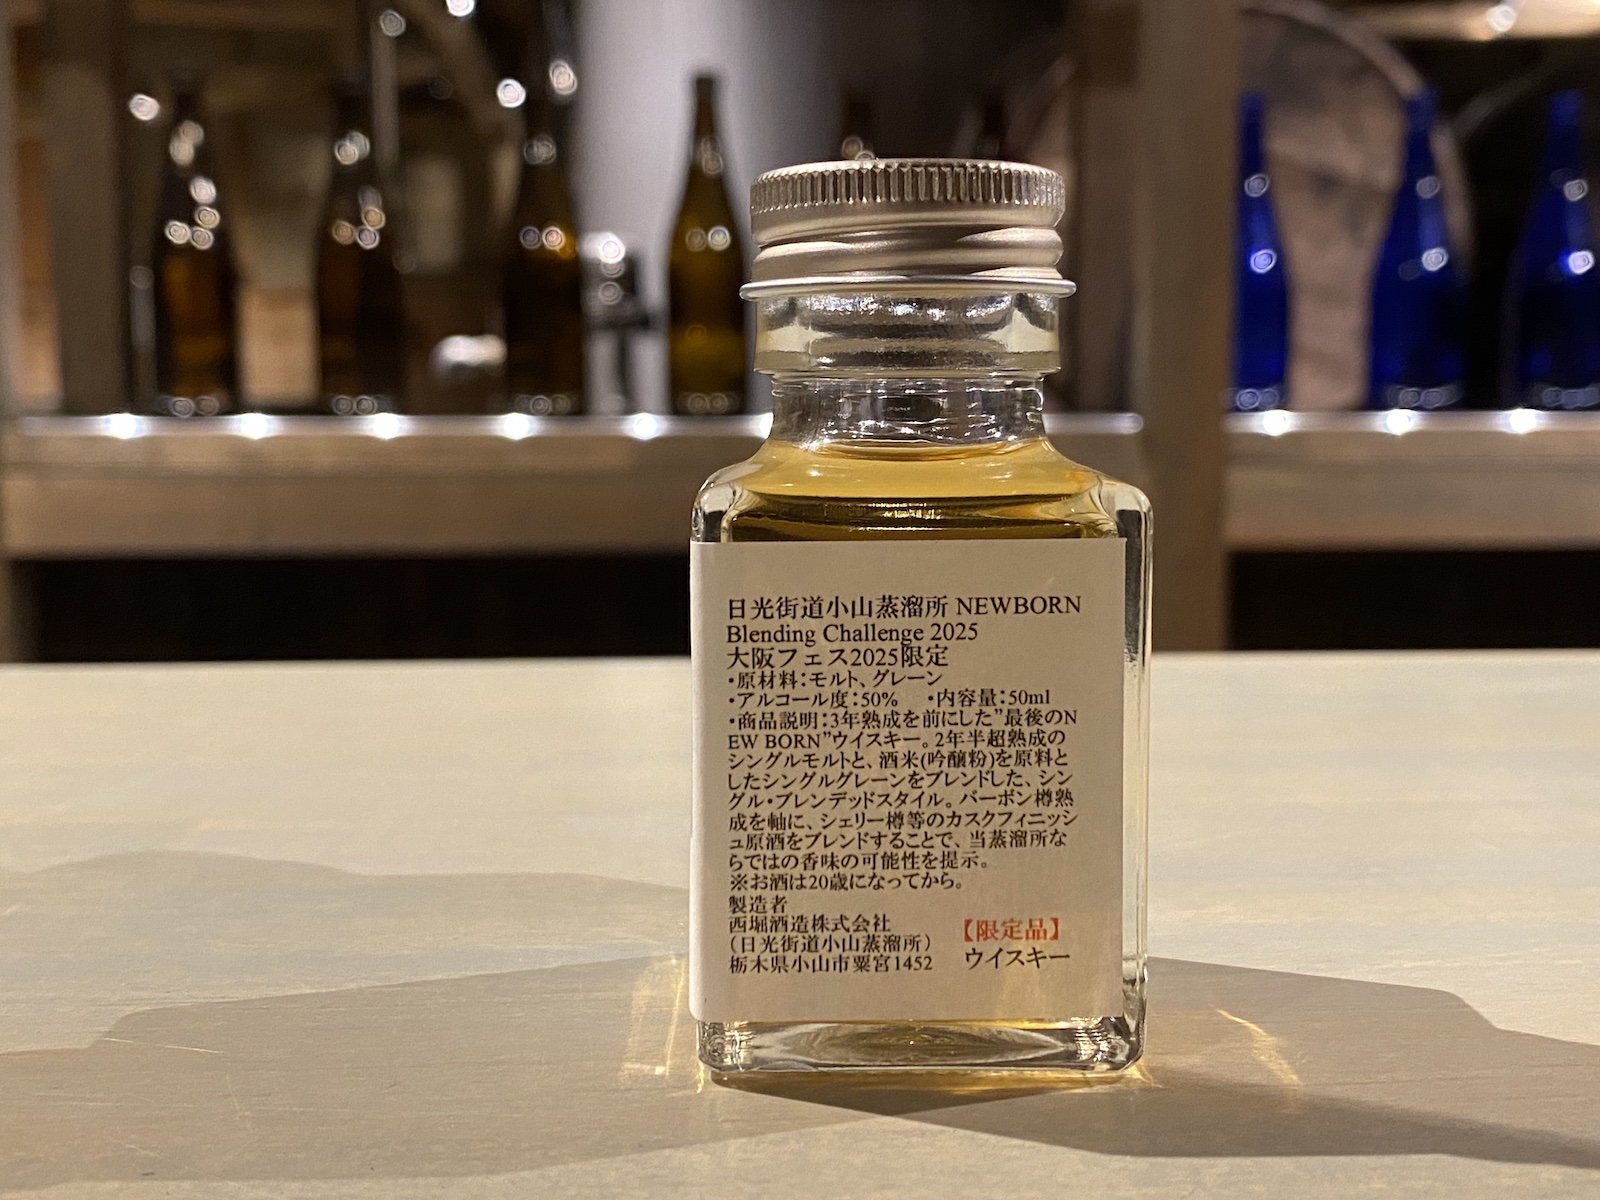 日光街道小山蒸溜所 NEWBORN
Blending Challenge 2025
大阪フェス2025限定
・原材料：モルト、グレーン
・アルコール度：50%　・内容量：50ml
・商品説明：3年熟成を前にした”最後のN
EW BORN”ウイスキー。2年半超熟成の
シングルモルトと、酒米(吟醸粉)を原料と
したシングルグレーンをブレンドした、シン
グル・ブレンデッドスタイル。バーボン樽熟
成を軸に、シェリー樽等のカスクフィニッシ
ュ原酒をブレンドすることで、当蒸溜所な
らではの香味の可能性を提示。
※お酒は20歳になってから。
製造者
西堀酒造株式会社
（日光街道小山蒸溜所）
栃木県小山市粟宮1452
【限定品】
ウイスキー